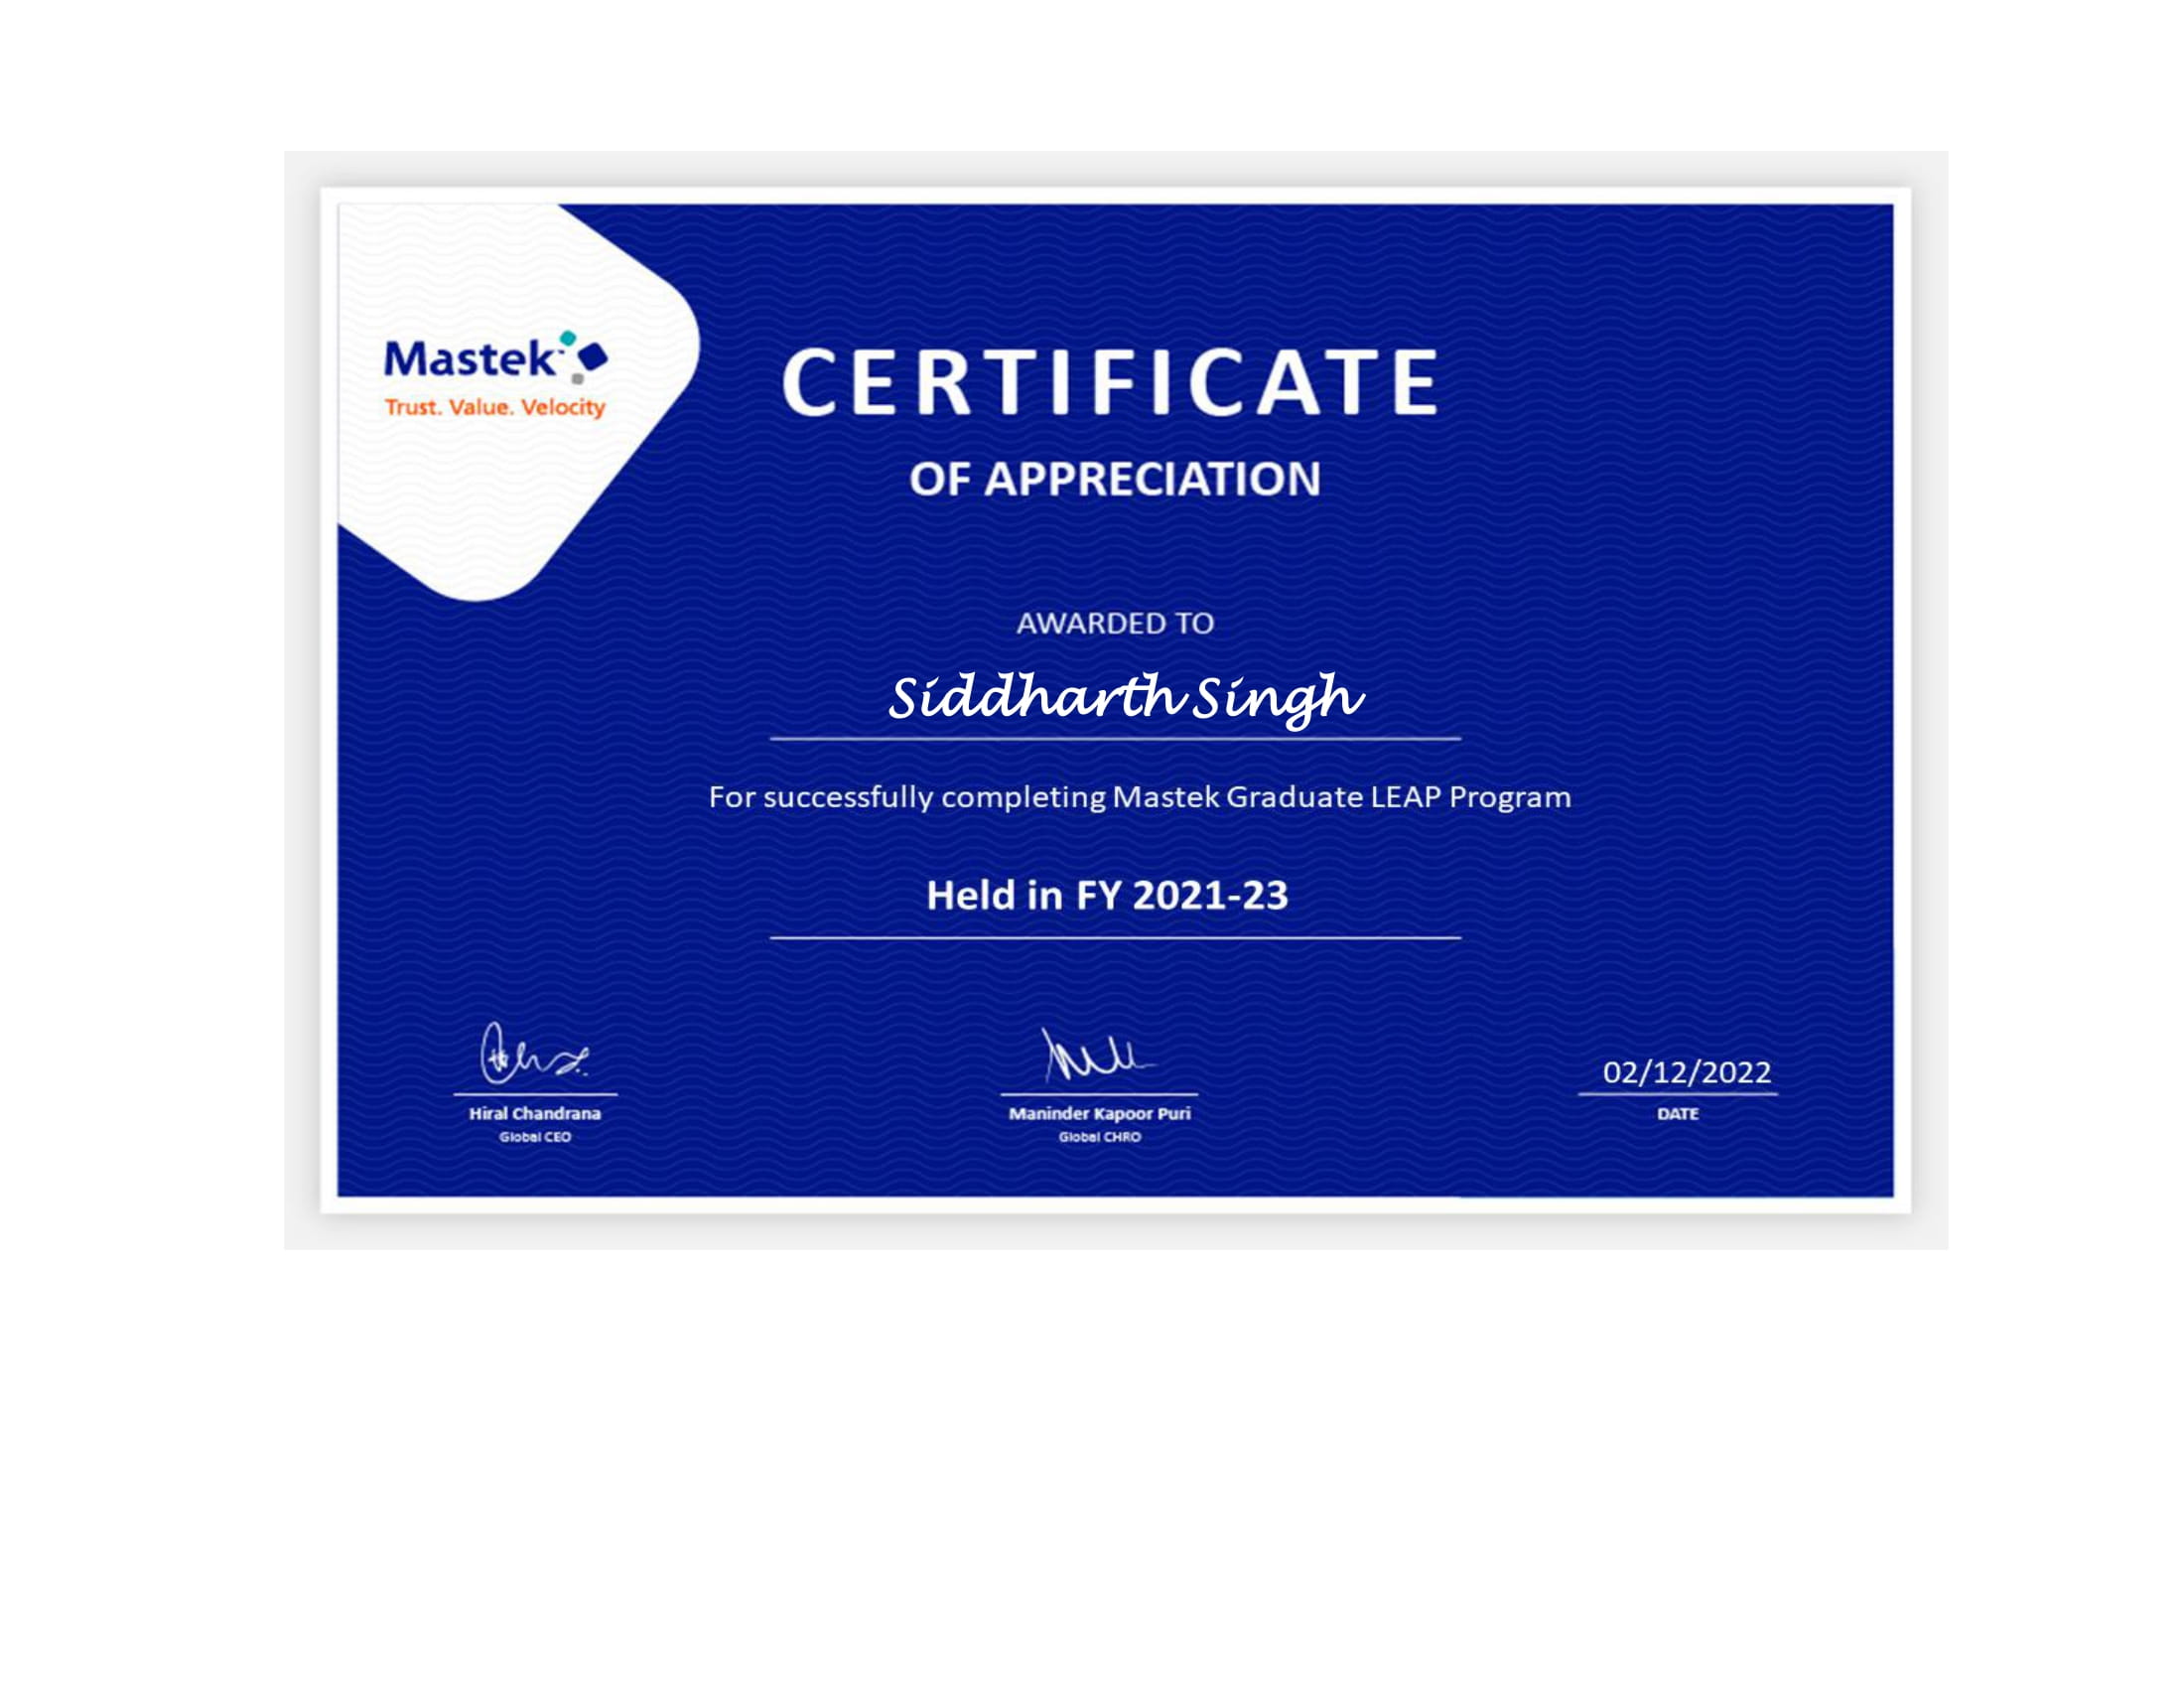 Mastek™
Trust. Value. Velocity
CERTIFICATE
OF APPRECIATION
AWARDED TO
Siddharth Singh
For successfully completing Mastek Graduate LEAP Program
Held in FY 2021-23
Hiral Chandrana
Global CEO
Maninder Kapoor Puri
Global CHRO
02/12/2022
DATE